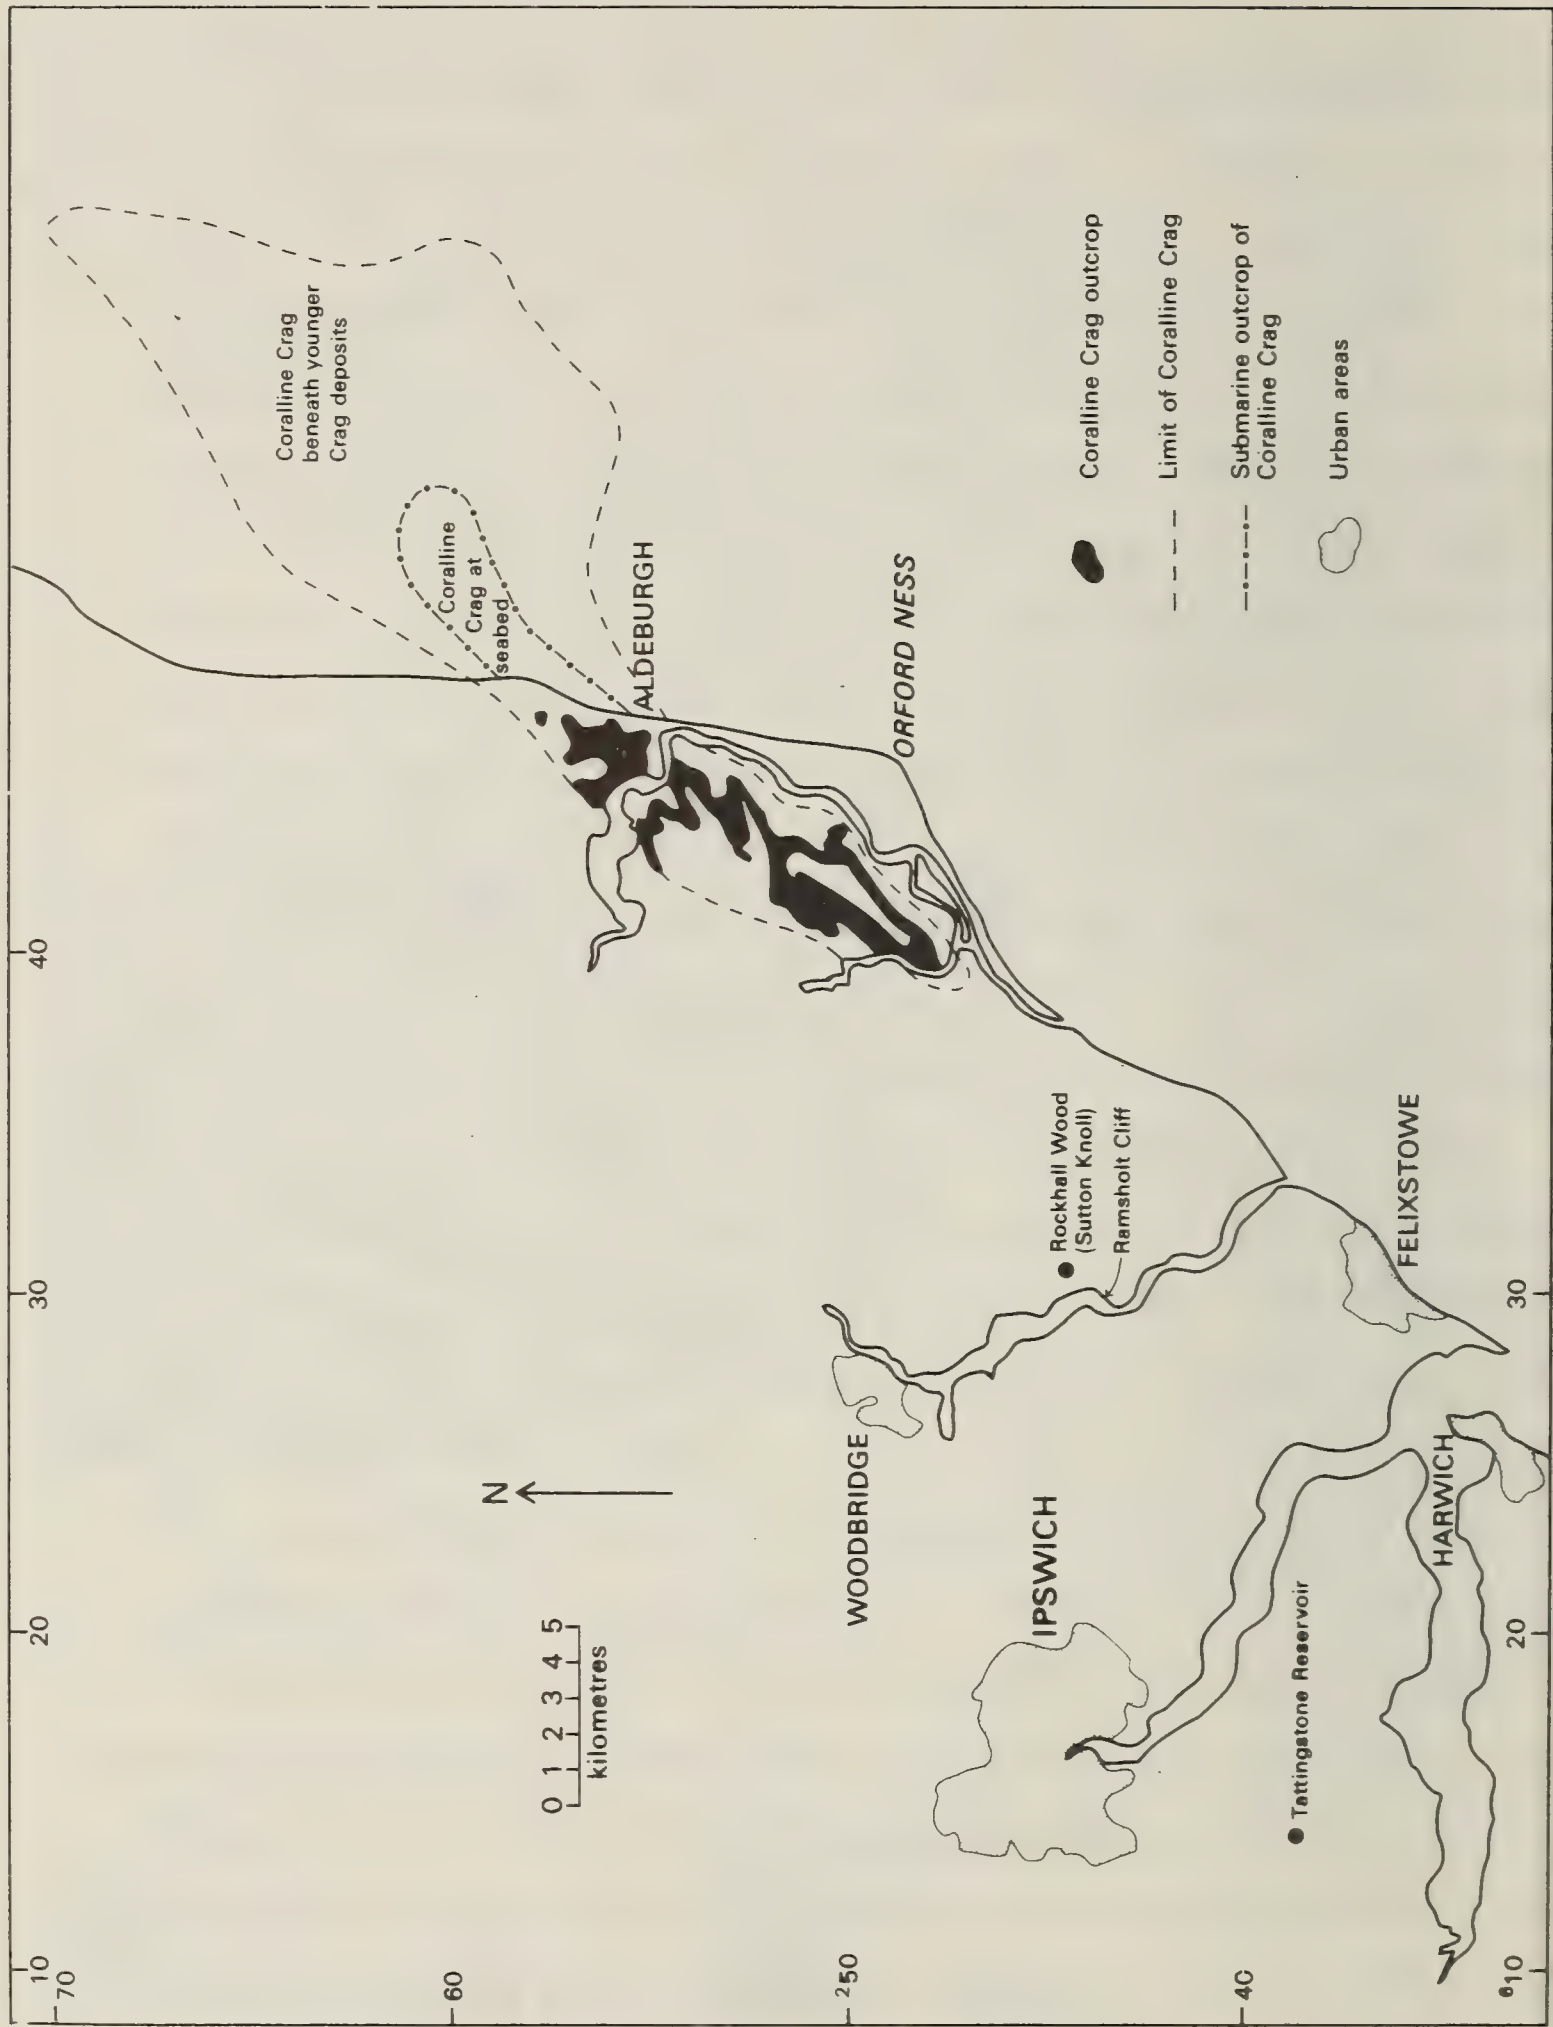 10
20
30
40
70
60
²50
40
⁶10
20
30
N
0 1 2 3 4 5
kilometres
Coralline Crag
beneath younger
Crag deposits
Coralline
Crag at
seabed
ALDEBURGH
ORFORD NESS
WOODBRIDGE
IPSWICH
Rockhall Wood
(Sutton Knoll)
Ramsholt Cliff
FELIXSTOWE
HARWICH
Tattingstone Reservoir
Coralline Crag outcrop
Limit of Coralline Crag
Submarine outcrop of
Coralline Crag
Urban areas